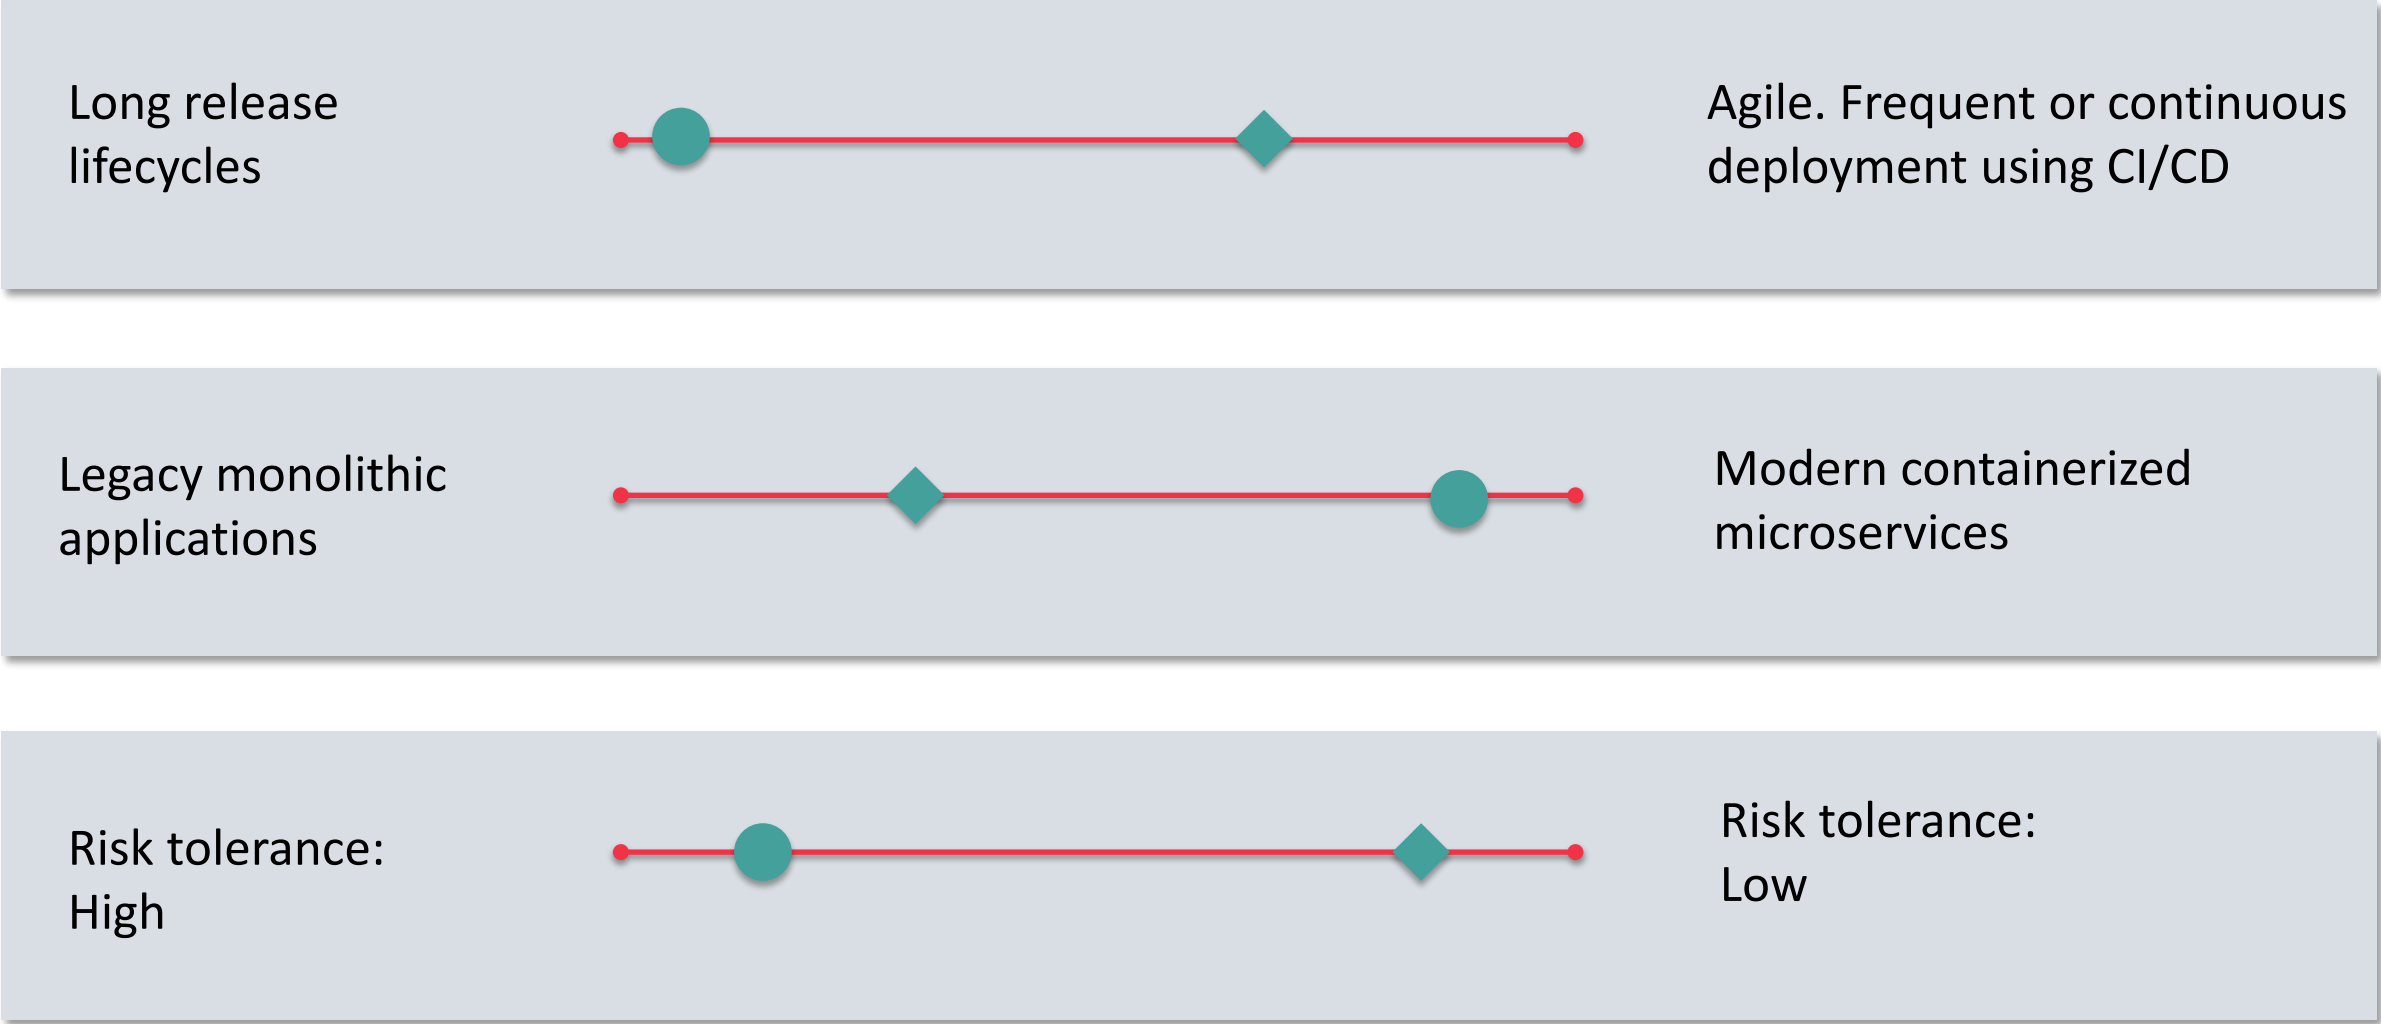 Long release
lifecycles
Agile. Frequent or continuous
deployment using CI/CD
Legacy monolithic
applications
Modern containerized
microservices
Risk tolerance:
High
Risk tolerance:
Low